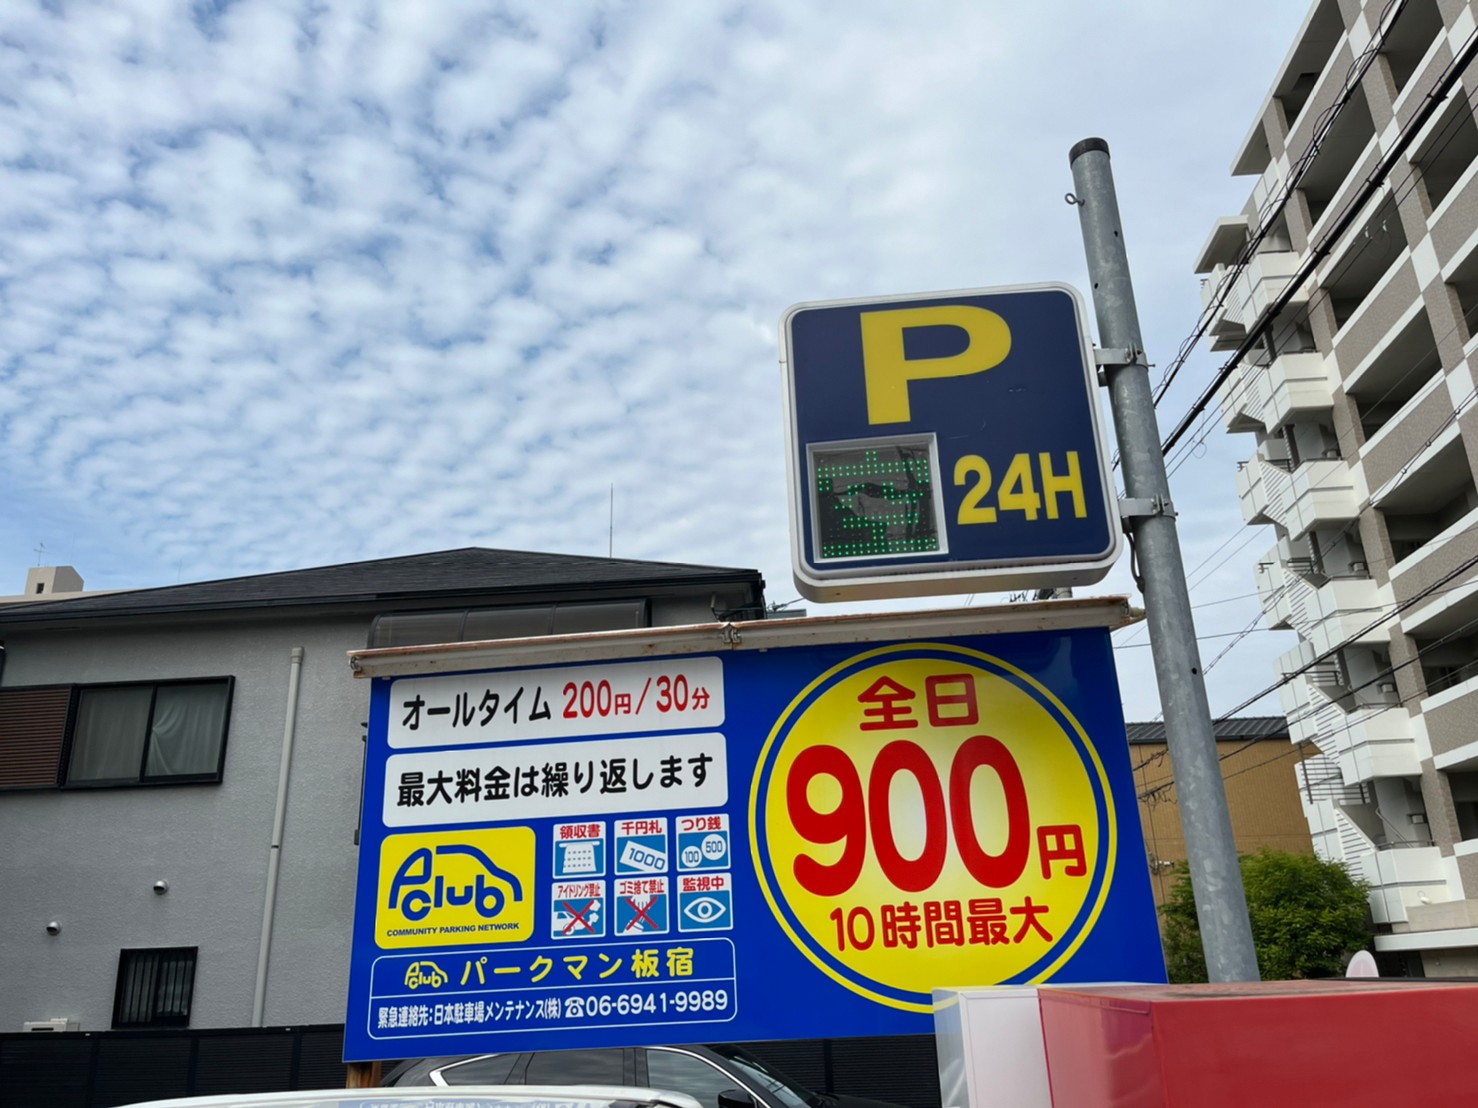 P
空
24H
オールタイム 200円/30分
最大料金は繰り返します
領収書
千円札
1000
つり銭
100 500
アイドリング禁止
ゴミ捨て禁止
監視中
P club
COMMUNITY PARKING NETWORK
P club パークマン板宿
緊急連絡先:日本駐車場メンテナンス(株)☎06-6941-9989
全日
900円
10時間最大